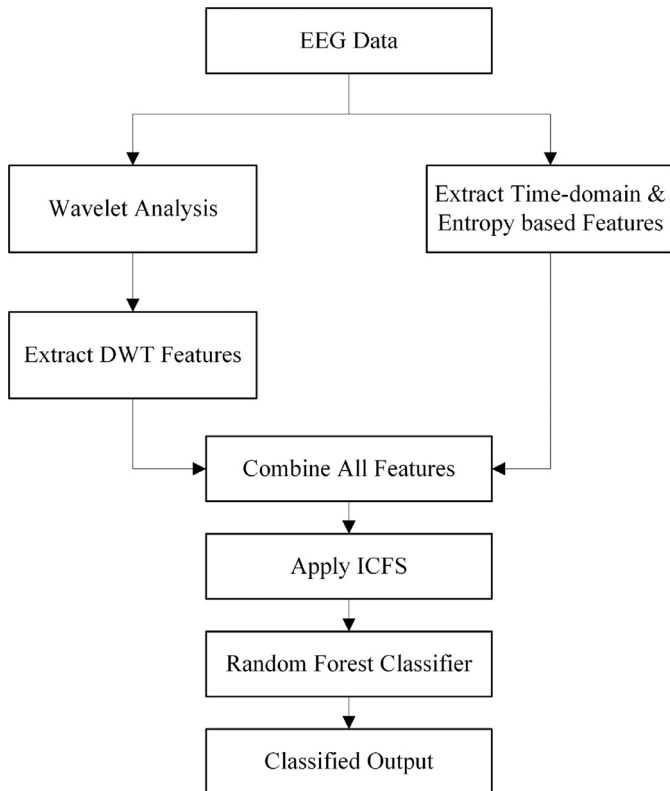 EEG Data
Wavelet Analysis
Extract Time-domain &
Entropy based Features
Extract DWT Features
Combine All Features
Apply ICFS
Random Forest Classifier
Classified Output